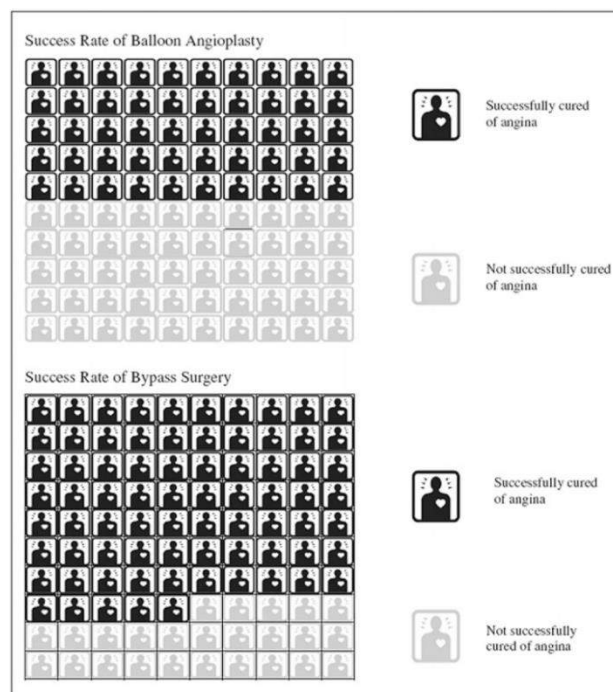 Success Rate of Balloon Angioplasty
Successfully cured
of angina
Not successfully cured
of angina
Success Rate of Bypass Surgery
Successfully cured
of angina
Not successfully
cured of angina